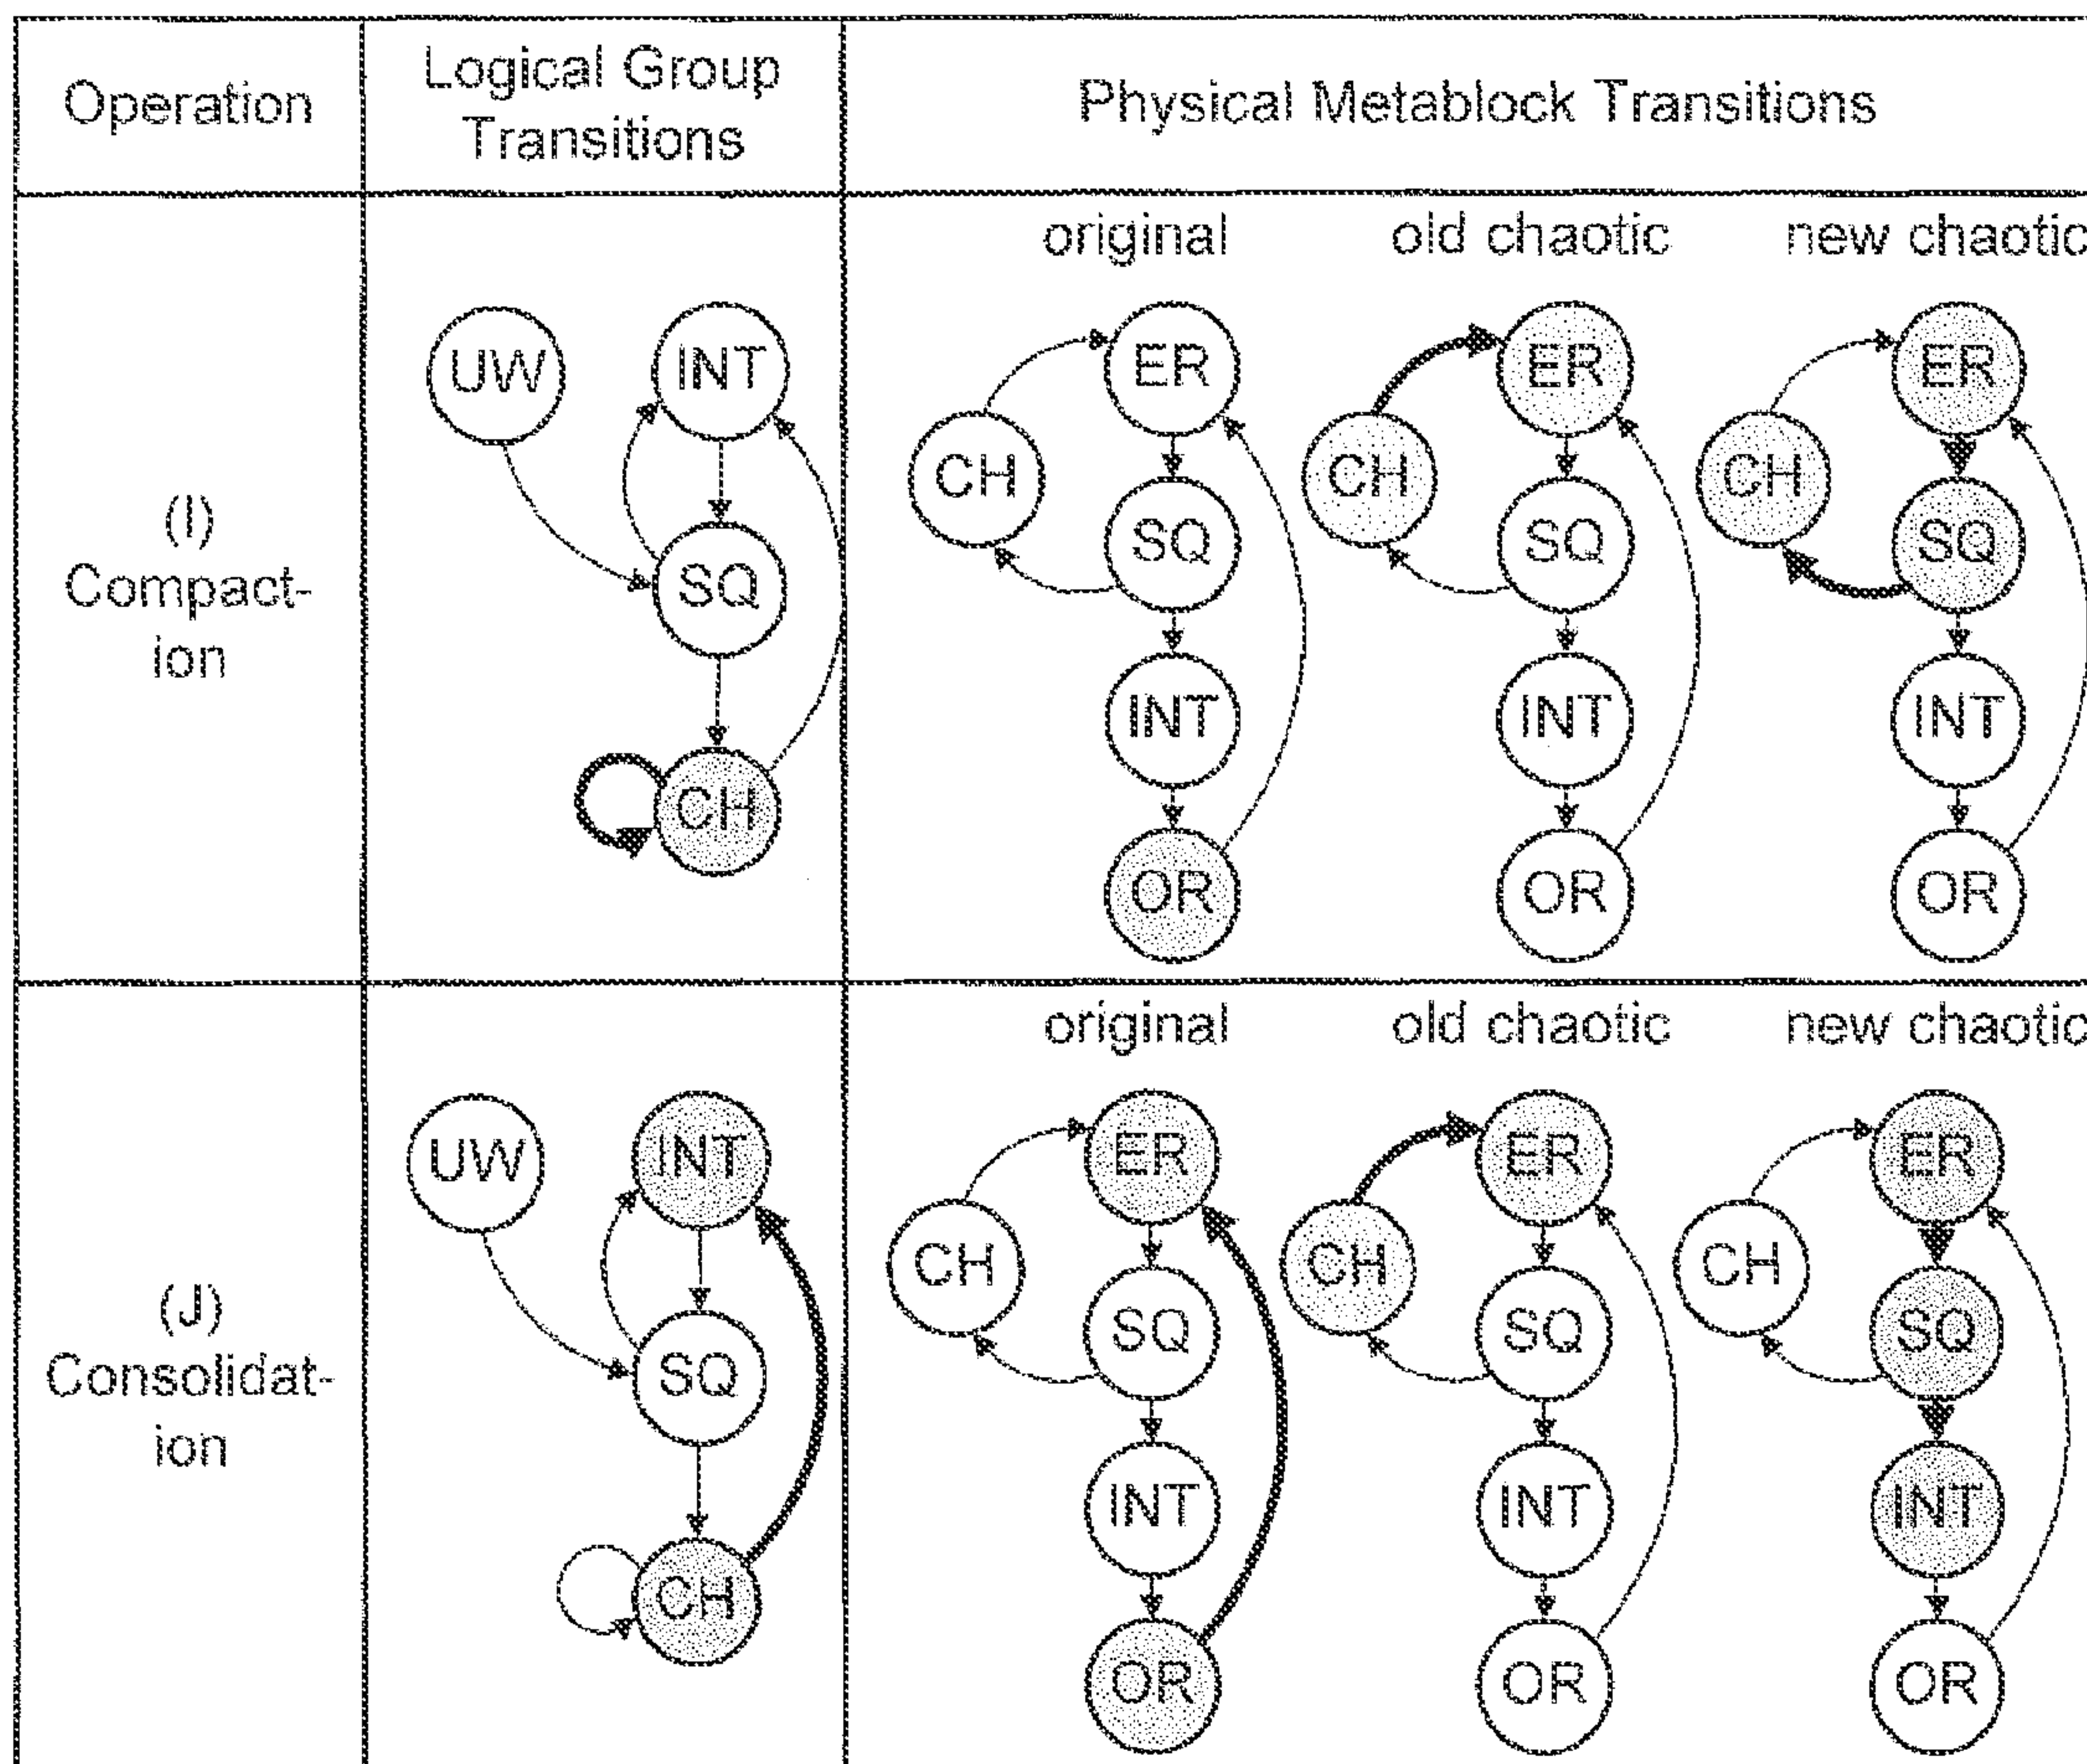 Operation
Logical Group
Transitions
Physical Metablock Transitions
(I)
Compact-
ion
UW
INT
SQ
CH
original
ER
CH
SQ
INT
OR
old chaotic
ER
CH
SQ
INT
OR
new chaotic
ER
CH
SQ
INT
OR
(J)
Consolidat-
ion
UW
INT
SQ
CH
original
ER
CH
SQ
INT
OR
old chaotic
ER
CH
SQ
INT
OR
new chaotic
ER
CH
SQ
INT
OR